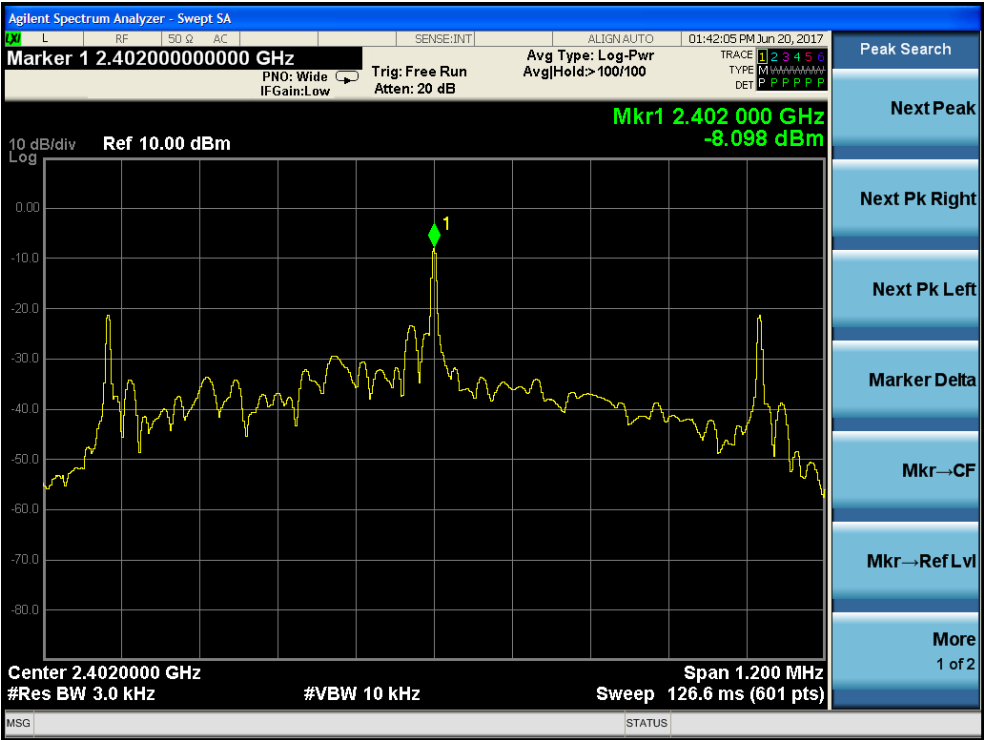 Agilent Spectrum Analyzer - Swept SA
LXI L RF 50 Ω AC SENSE:INT ALIGN AUTO 01:42:05 PM Jun 20, 2017
Marker 1 2.402000000000 GHz
PNO: Wide
IFGain:Low
Trig: Free Run
Atten: 20 dB
Avg Type: Log-Pwr
Avg|Hold:>100/100
TRACE 1 2 3 4 5 6
TYPE M WWWWW
DET P P P P P P
Mkr1 2.402 000 GHz
-8.098 dBm
10 dB/div Ref 10.00 dBm
Log
0.00
1
-10.0
-20.0
-30.0
-40.0
-50.0
-60.0
-70.0
-80.0
Center 2.4020000 GHz Span 1.200 MHz
#Res BW 3.0 kHz #VBW 10 kHz Sweep 126.6 ms (601 pts)
MSG STATUS
Peak Search
Next Peak
Next Pk Right
Next Pk Left
Marker Delta
Mkr→CF
Mkr→Ref Lvl
More
1 of 2